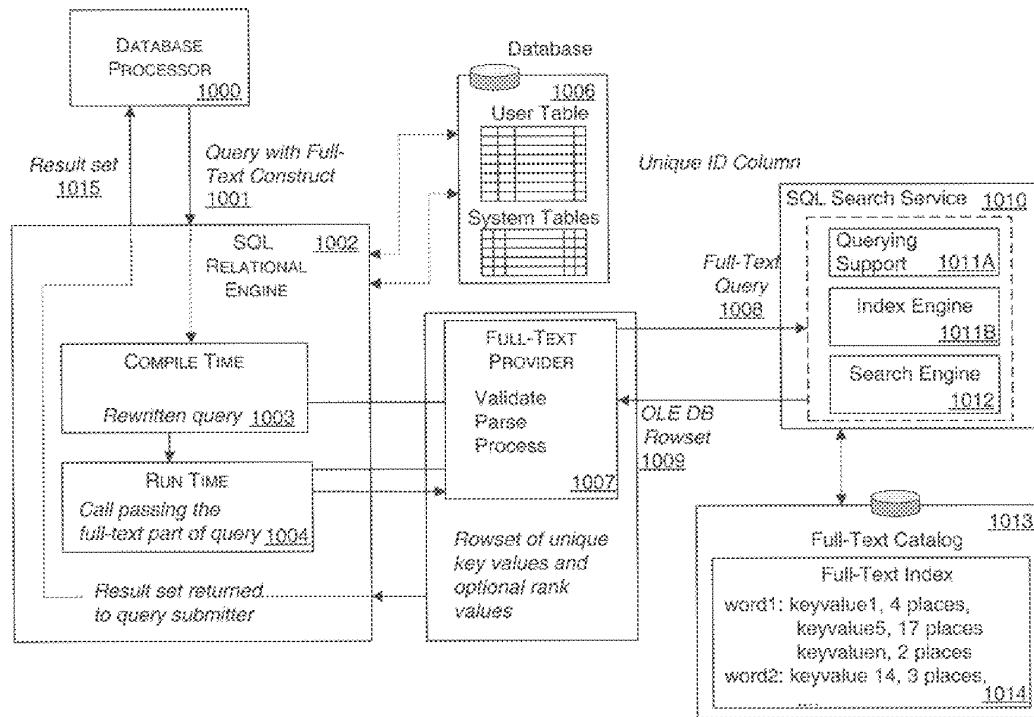 DATABASE
PROCESSOR
1000
Result set
1015
Query with Full-
Text Construct
1001
Database
1006
User Table
System Tables
Unique ID Column
SQL
RELATIONAL
ENGINE
1002
COMPILE TIME
Rewritten query 1003
RUN TIME
Call passing the
full-text part of query 1004
Result set returned
to query submitter
FULL-TEXT
PROVIDER
Validate
Parse
Process
1007
Rowset of unique
key values and
optional rank
values
Full-Text
Query
1008
OLE DB
Rowset
1009
SQL Search Service 1010
Querying
Support 1011A
Index Engine
1011B
Search Engine
1012
1013
Full-Text Catalog
Full-Text Index
word1: keyvalue1, 4 places,
keyvalue5, 17 places
keyvaluen, 2 places
word2: keyvalue 14, 3 places,
....
1014